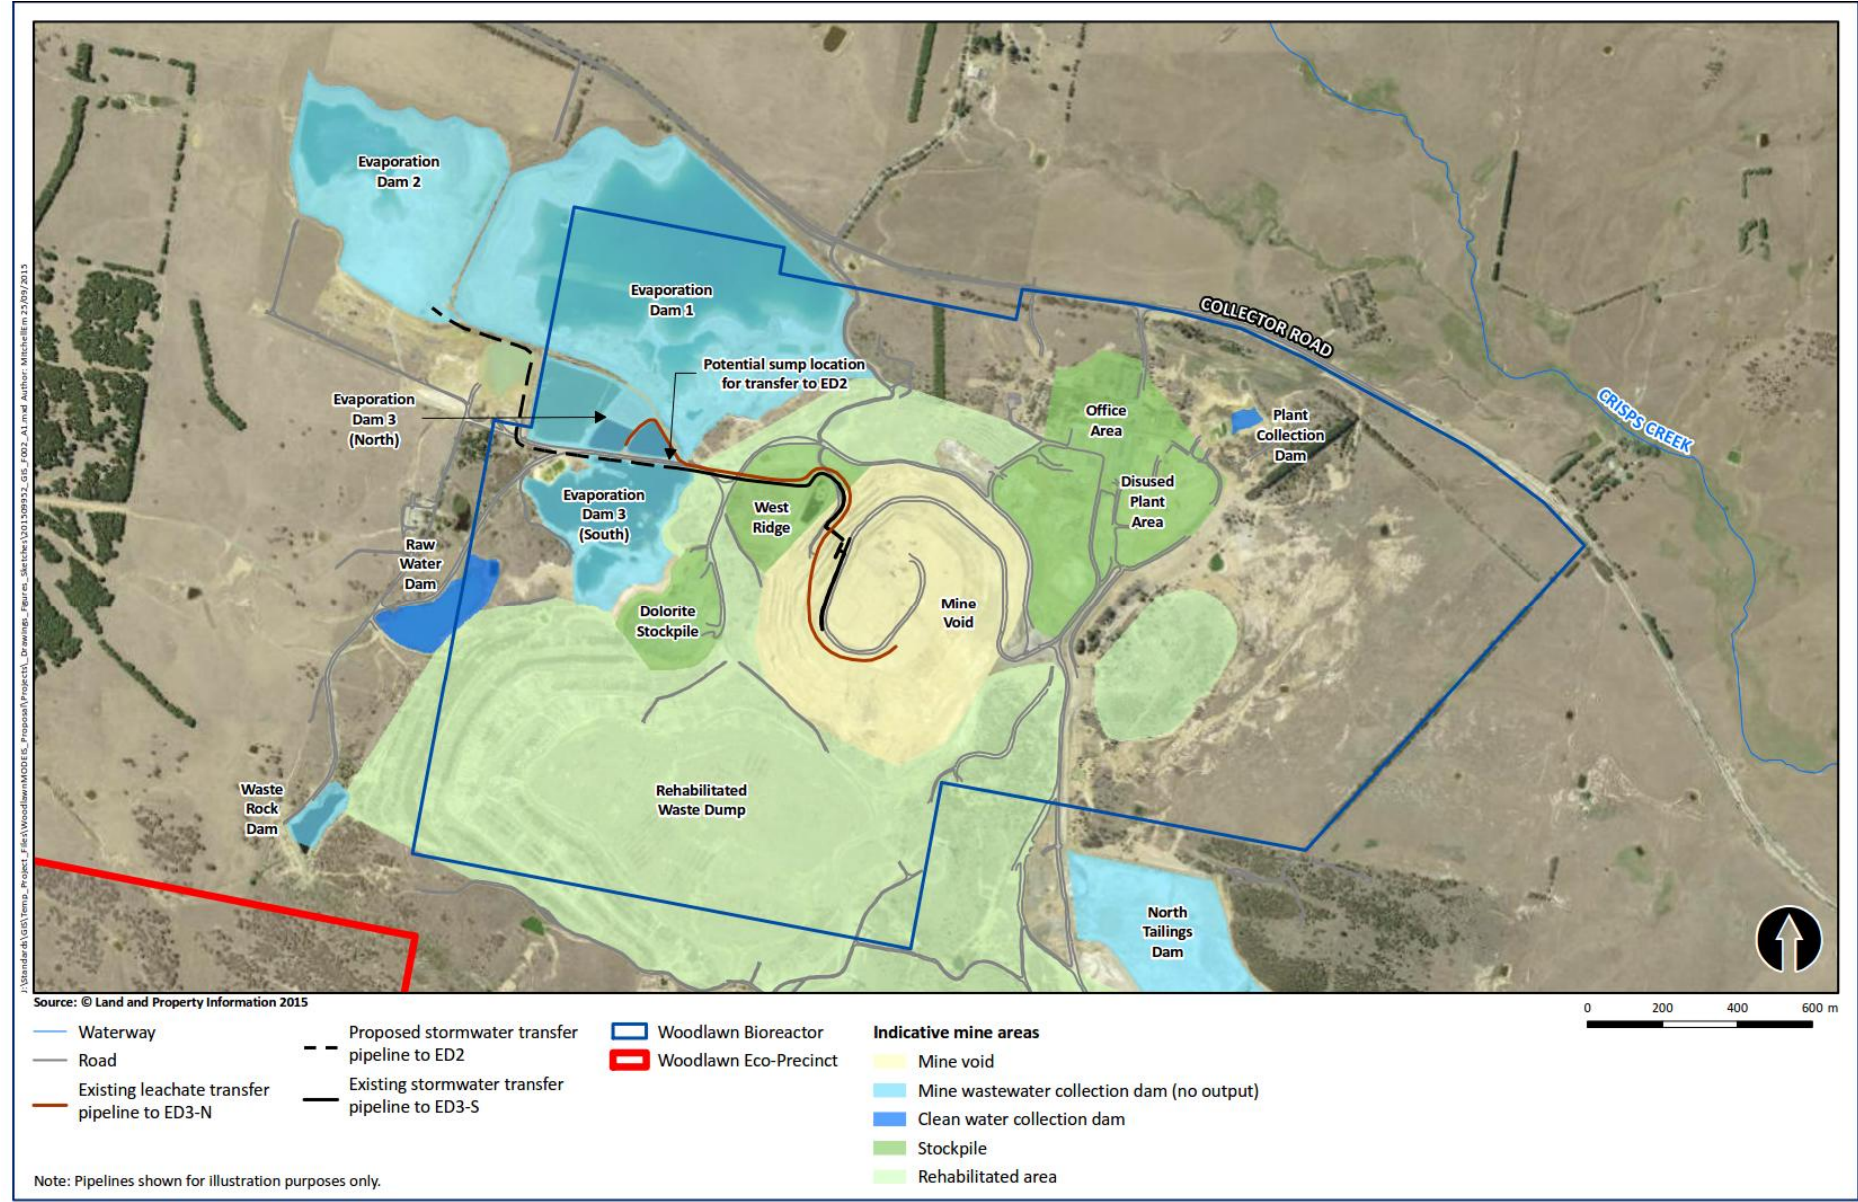 Evaporation
Dam 2
Evaporation
Dam 1
COLLECTOR ROAD
Potential sump location
for transfer to ED2
Evaporation
Dam 3
(North)
CRISPS CREEK
Office
Area
Plant
Collection
Dam
Evaporation
Dam 3
(South)
West
Ridge
Disused
Plant
Area
Raw
Water
Dam
Dolorite
Stockpile
Mine
Void
Waste
Rock
Dam
Rehabilitated
Waste Dump
North
Tailings
Dam
Source: © Land and Property Information 2015
0 200 400 600 m
Waterway
Road
Existing leachate transfer
pipeline to ED3-N
Proposed stormwater transfer
pipeline to ED2
Existing stormwater transfer
pipeline to ED3-S
Woodlawn Bioreactor
Woodlawn Eco-Precinct
Indicative mine areas
Mine void
Mine wastewater collection dam (no output)
Clean water collection dam
Stockpile
Rehabilitated area
Note: Pipelines shown for illustration purposes only.